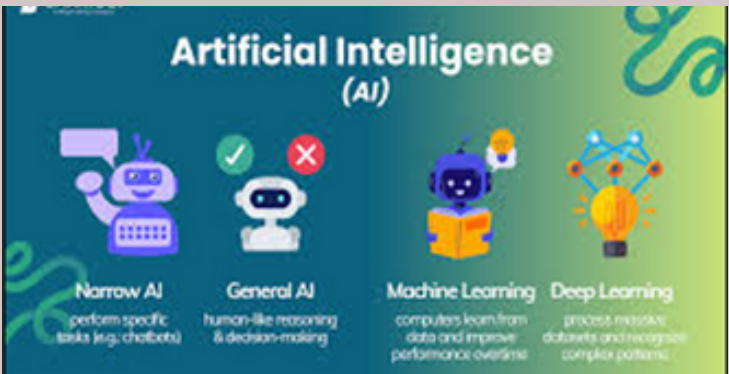 Artificial Intelligence
(AI)
Narrow AI
perform specific
tasks (e.g.; chatbots)
General AI
human-like reasoning
& decision-making
Machine Learning
computers learn from
data and improve
performance overtime
Deep Learning
process massive
datasets and recognize
complex patterns